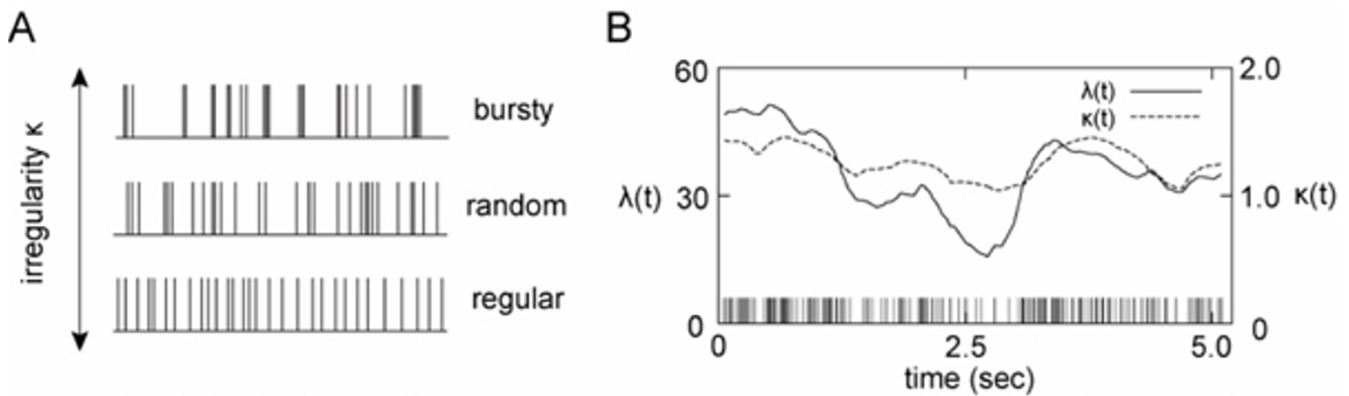 A
irregularity κ
bursty
random
regular
B
60
30
0
λ(t)
2.0
1.0
0
κ(t)
λ(t)
κ(t)
0
2.5
5.0
time (sec)